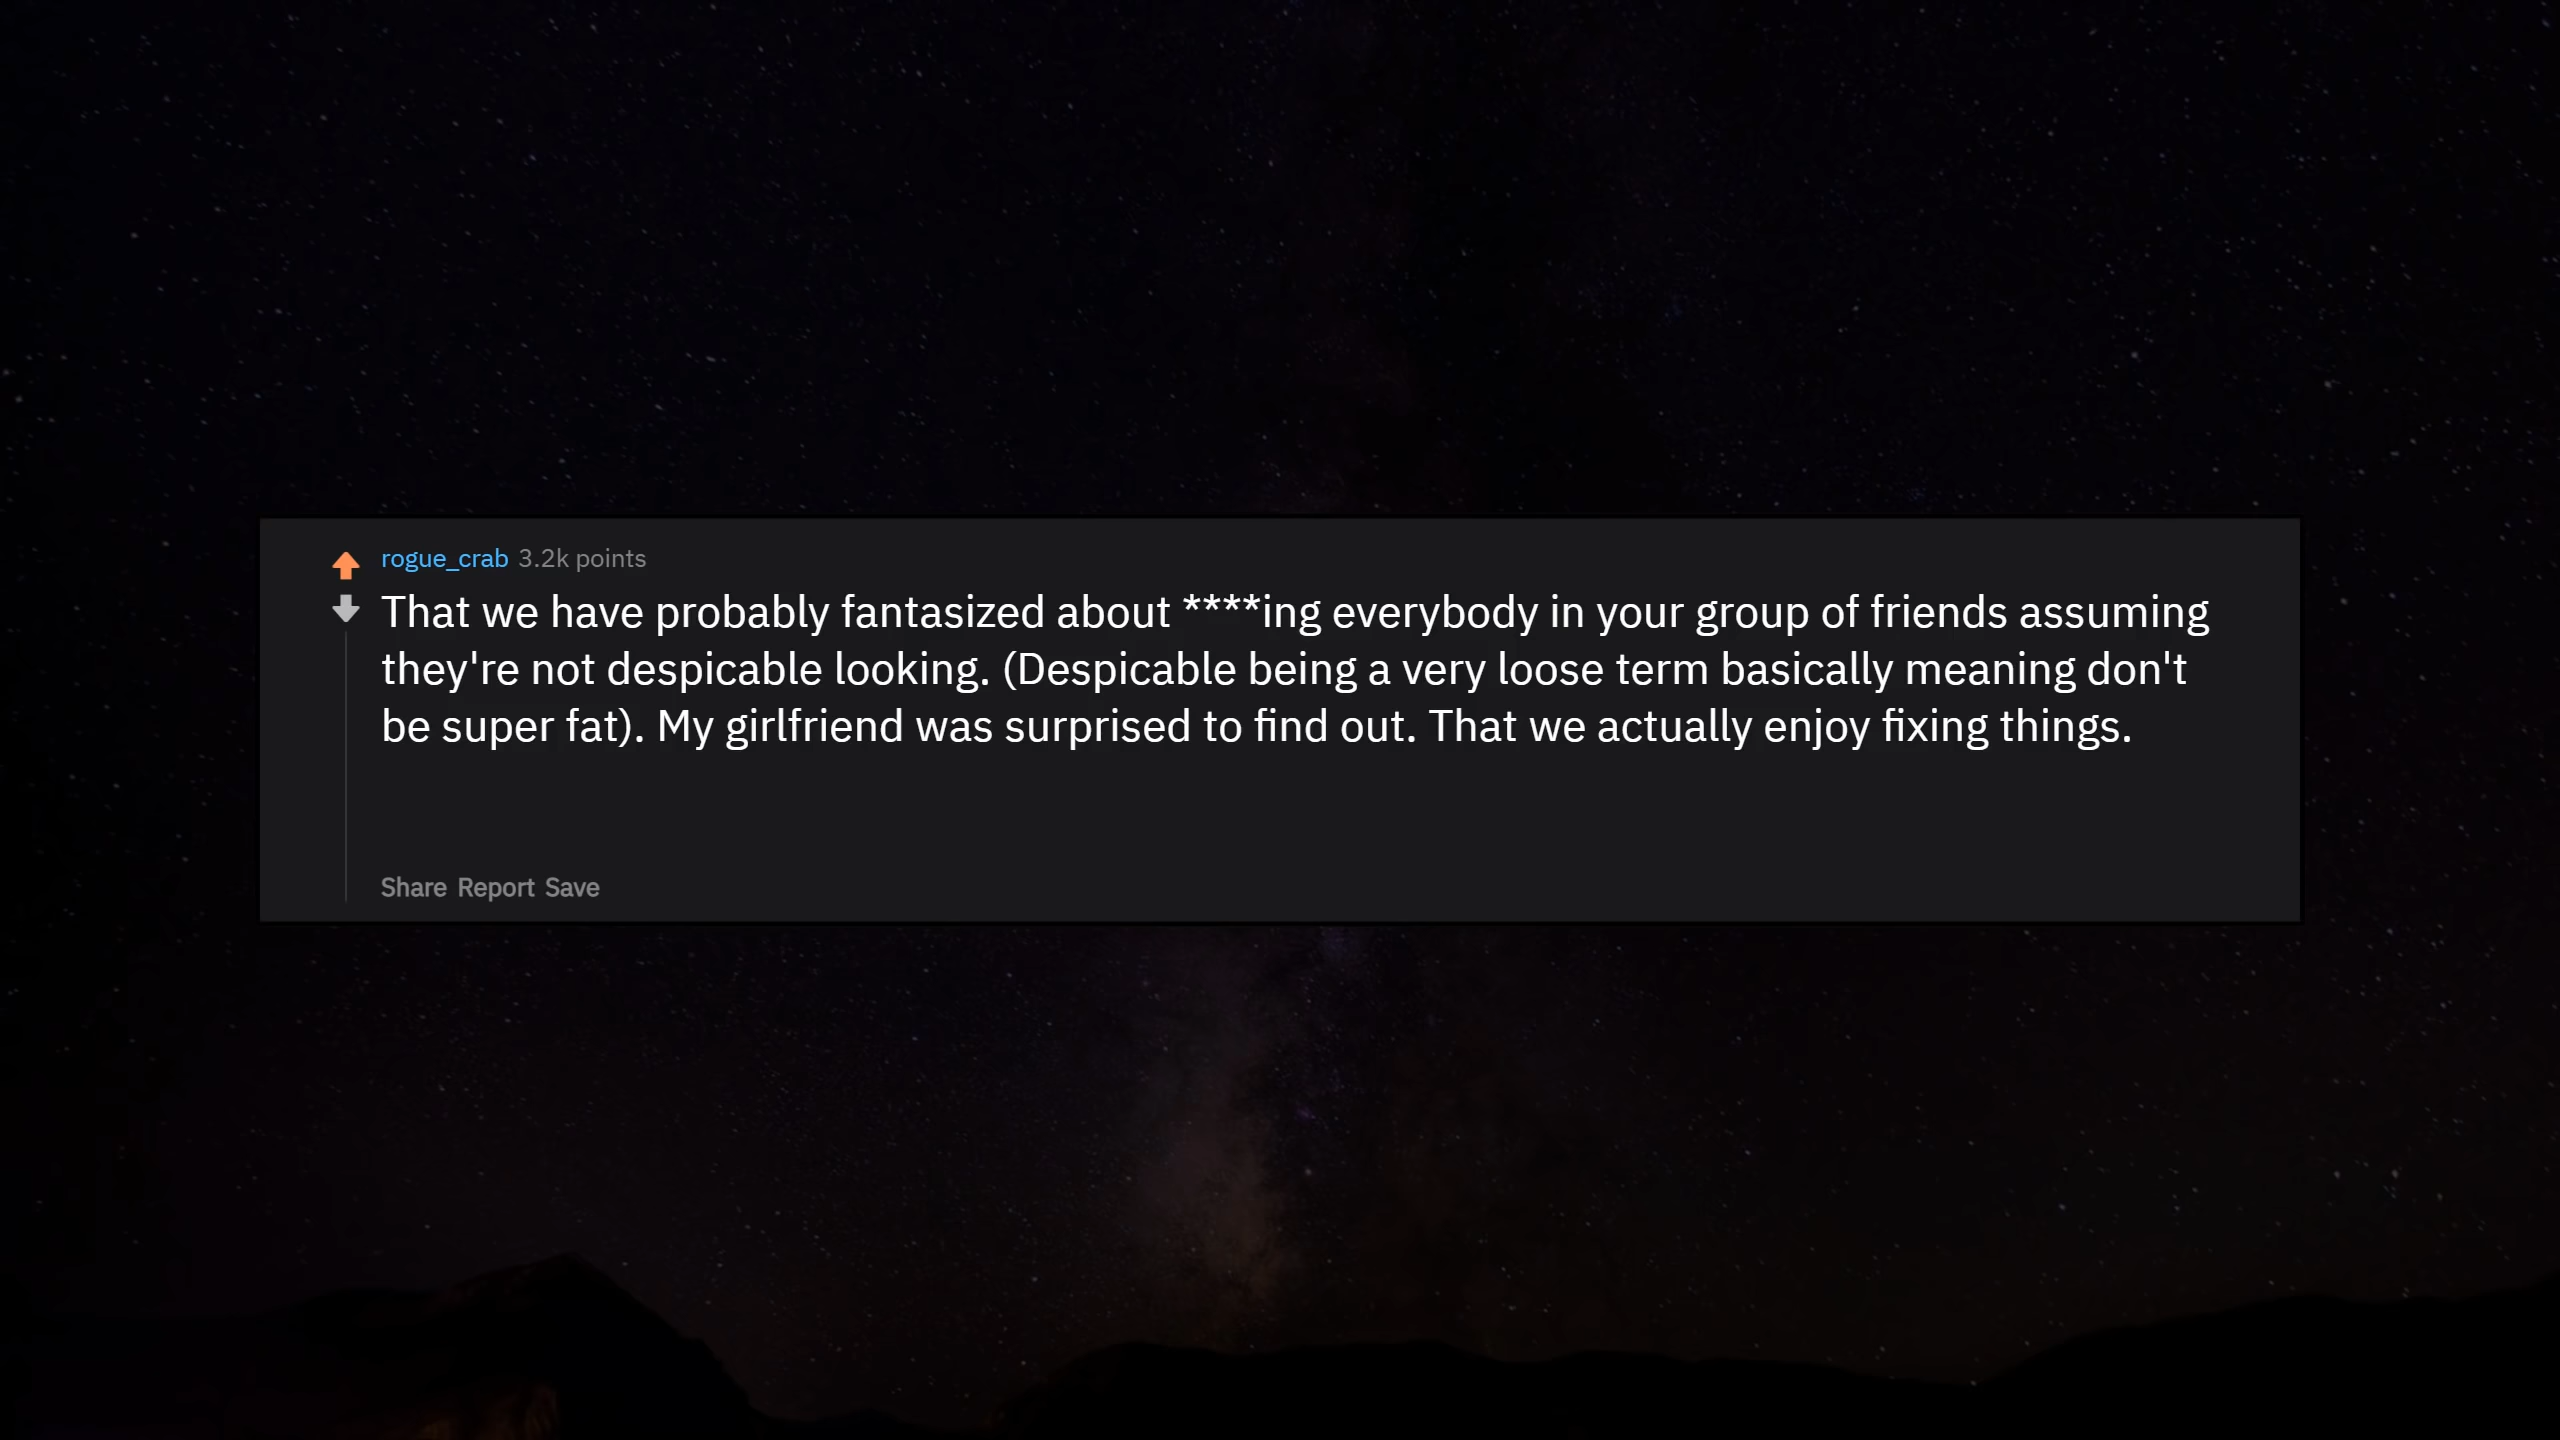 rogue_crab 3.2k points
That we have probably fantasized about ****ing everybody in your group of friends assuming
they're not despicable looking. (Despicable being a very loose term basically meaning don't
be super fat). My girlfriend was surprised to find out. That we actually enjoy fixing things.
Share Report Save